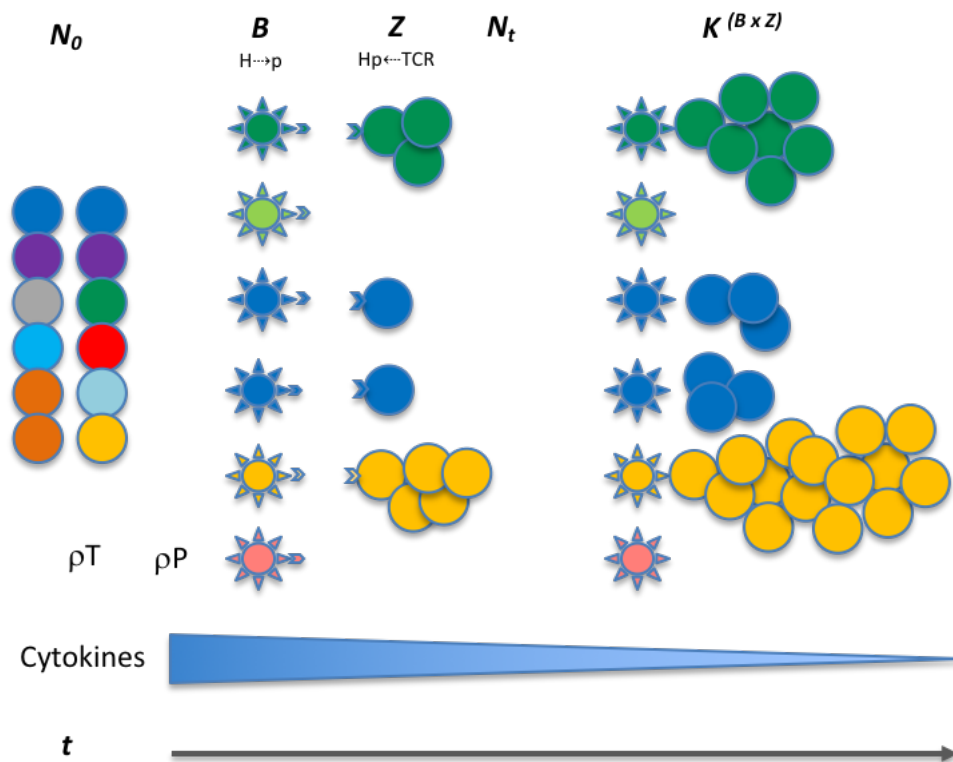 N₀ B Z Nₜ K ⁽ᴮ ˣ ᶻ⁾
H⇢p Hp⇠TCR
ρT ρP
Cytokines
t